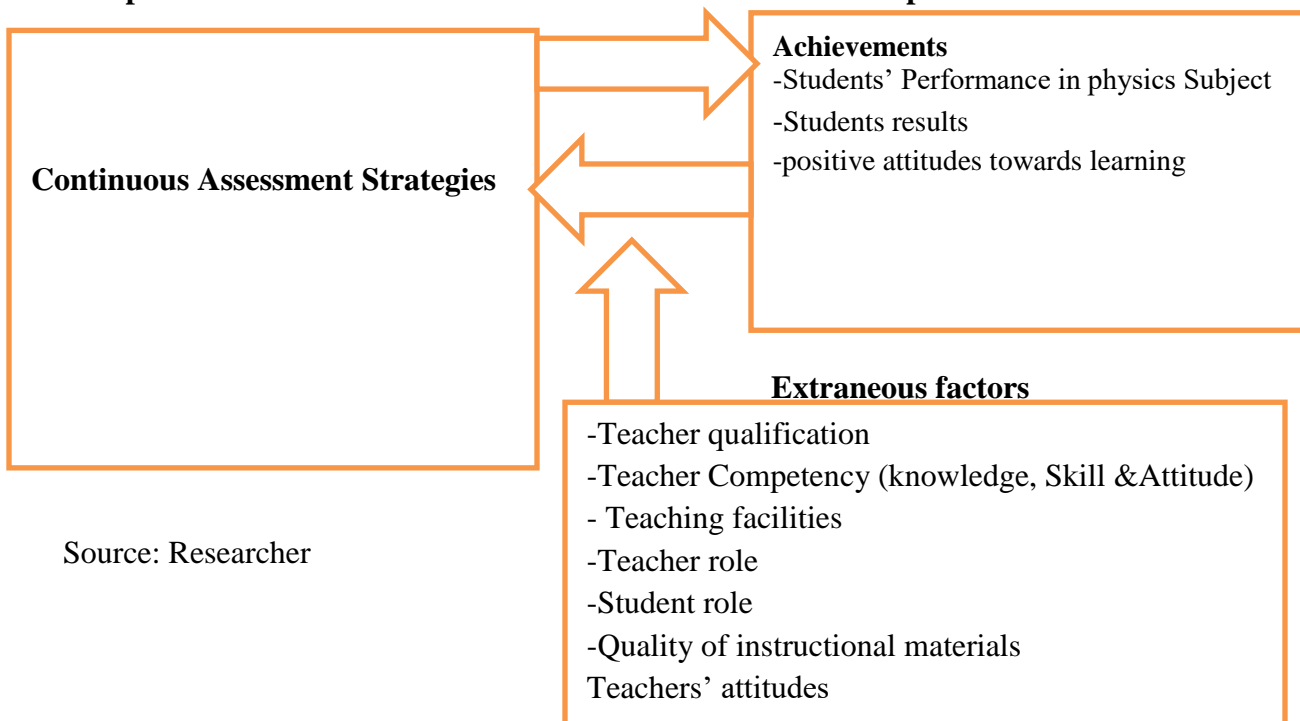 Continuous Assessment Strategies
Achievements
-Students’ Performance in physics Subject
-Students results
-positive attitudes towards learning
Extraneous factors
-Teacher qualification
-Teacher Competency (knowledge, Skill &Attitude)
- Teaching facilities
-Teacher role
-Student role
-Quality of instructional materials
Teachers’ attitudes
Source: Researcher